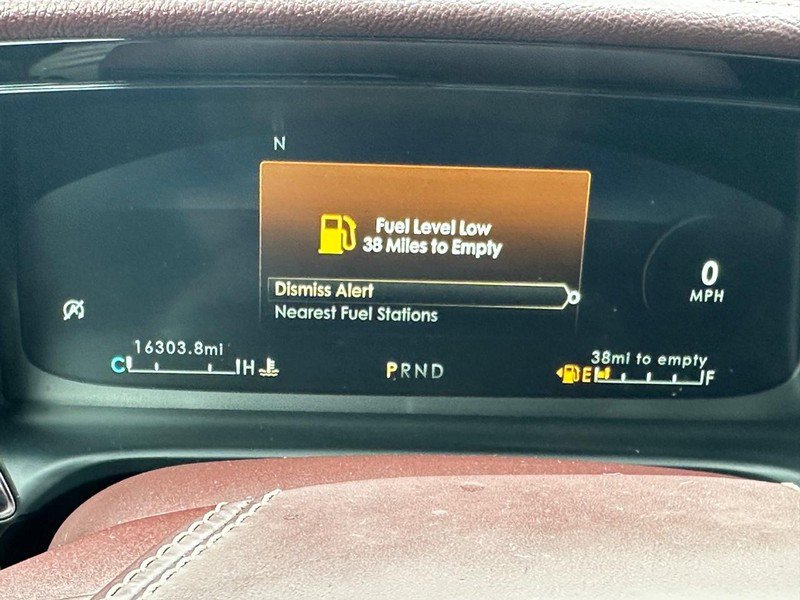 N
Fuel Level Low
38 Miles to Empty
Dismiss Alert
Nearest Fuel Stations
0
MPH
16303.8mi
C H
PRND
38mi to empty
E F